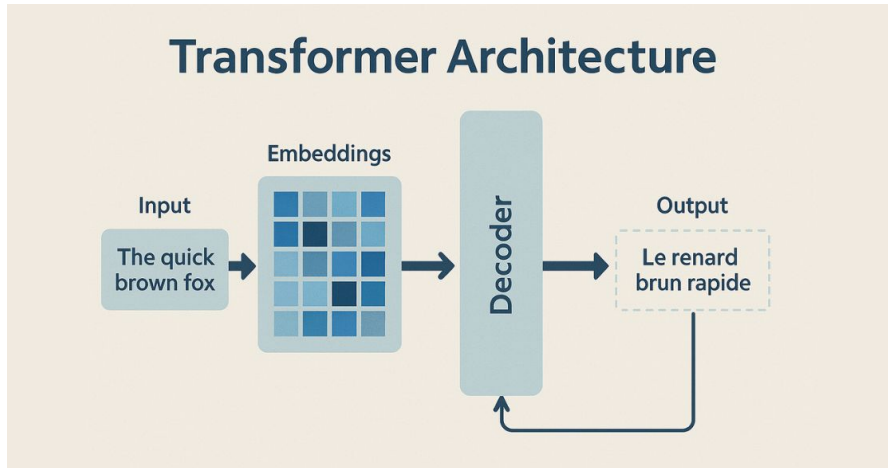 Transformer Architecture
Embeddings
Input
The quick
brown fox
Decoder
Output
Le renard
brun rapide